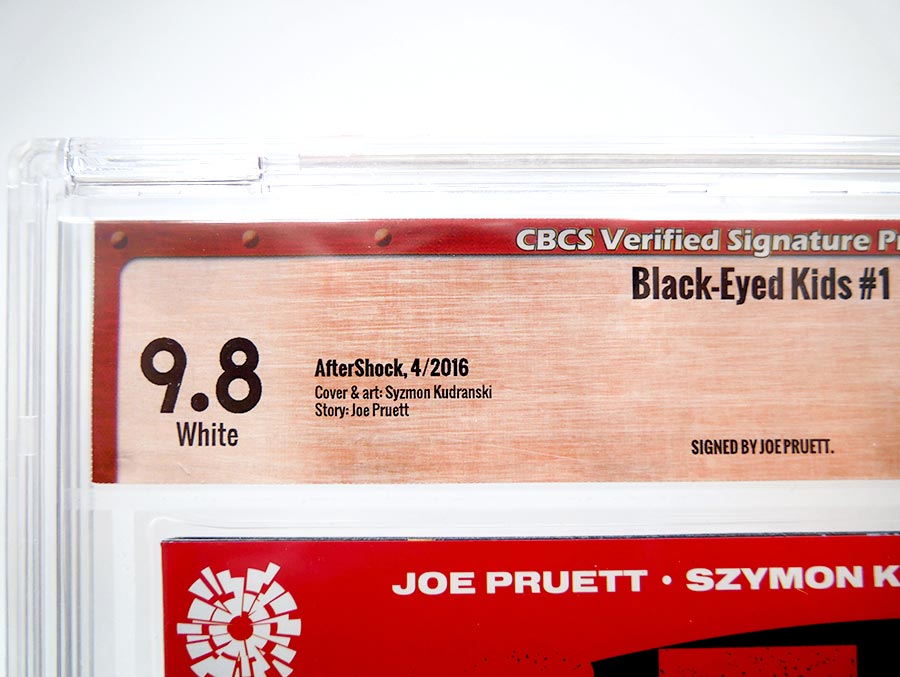 CBCS Verified Signature
Black-Eyed Kids #1
9.8
White
AfterShock, 4/2016
Cover & art: Syzmon Kudranski
Story: Joe Pruett
SIGNED BY JOE PRUETT.
JOE PRUETT • SZYMON K